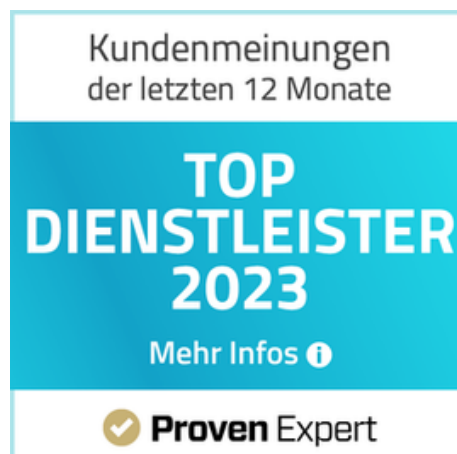 Kundenmeinungen
der letzten 12 Monate
TOP
DIENSTLEISTER
2023
Mehr Infos i
Proven Expert